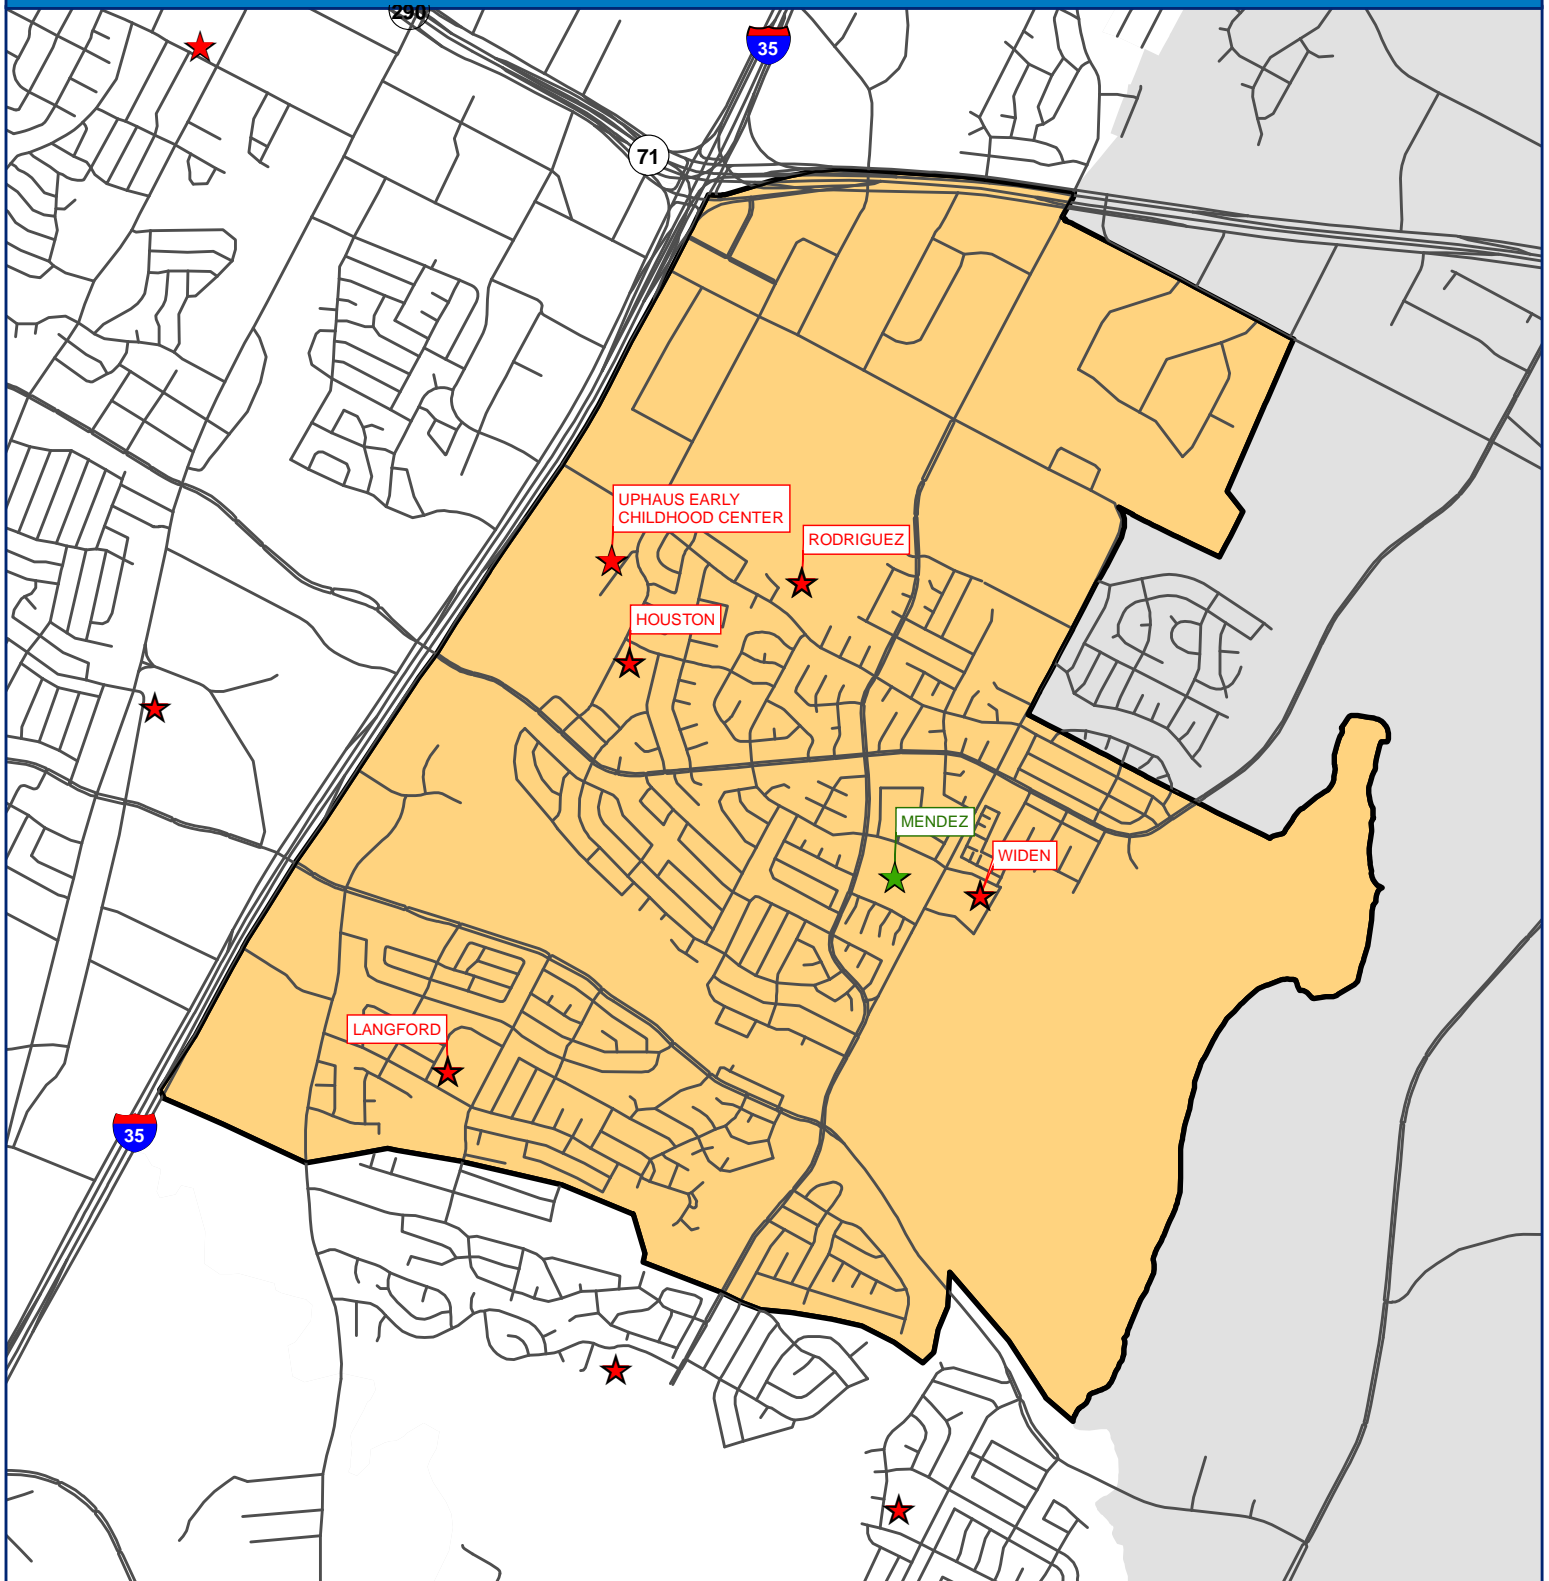 290
35
71
UPHAUS EARLY
CHILDHOOD CENTER
RODRIGUEZ
HOUSTON
MENDEZ
WIDEN
LANGFORD
35